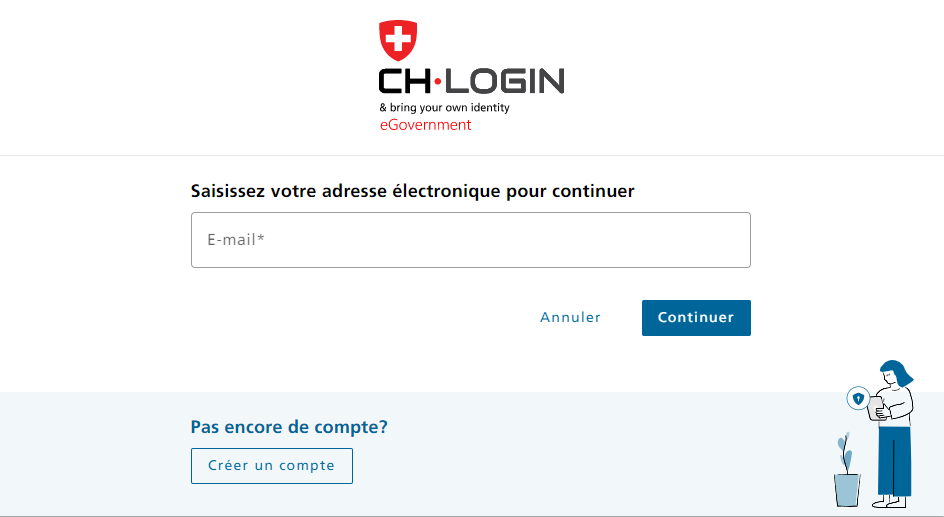 CH·LOGIN
& bring your own identity
eGovernment
Saisissez votre adresse électronique pour continuer
E-mail*
Annuler
Continuer
Pas encore de compte?
Créer un compte